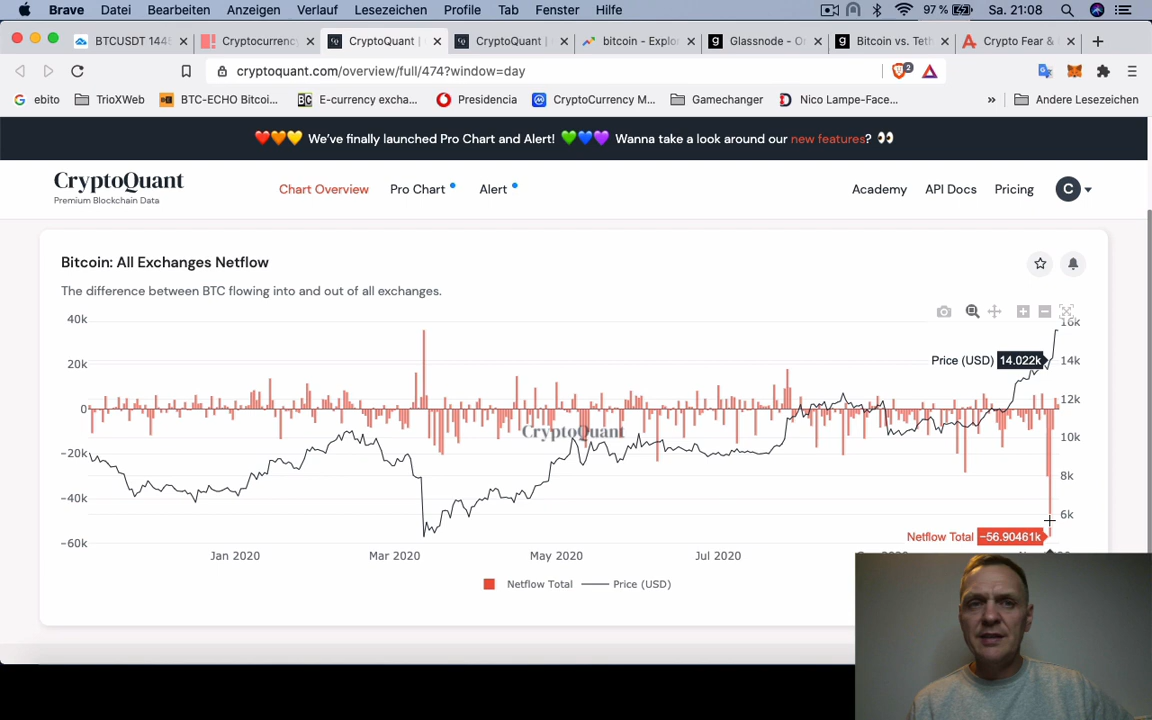 Brave Datei Bearbeiten Anzeigen Verlauf Lesezeichen Profile Tab Fenster Hilfe 97 % Sa. 21:08
BTCUSDT 144 Cryptocurrency CryptoQuant | CryptoQuant | bitcoin - Explo Glassnode - O Bitcoin vs. Teth Crypto Fear &
cryptoquant.com/overview/full/474?window=day 2
ebito TrioXWeb BTC-ECHO Bitcoi... E-currency excha... Presidencia CryptoCurrency M... Gamechanger Nico Lampe-Face... » Andere Lesezeichen
We've finally launched Pro Chart and Alert! Wanna take a look around our new features?
CryptoQuant
Premium Blockchain Data
Chart Overview Pro Chart Alert Academy API Docs Pricing C
Bitcoin: All Exchanges Netflow
The difference between BTC flowing into and out of all exchanges.
40k 16k
Price (USD) 14.022k 14k
20k
12k
0
CryptoQuant 10k
−20k
8k
−40k
6k
Netflow Total −56.90461k
−60k
Jan 2020 Mar 2020 May 2020 Jul 2020
Netflow Total Price (USD)